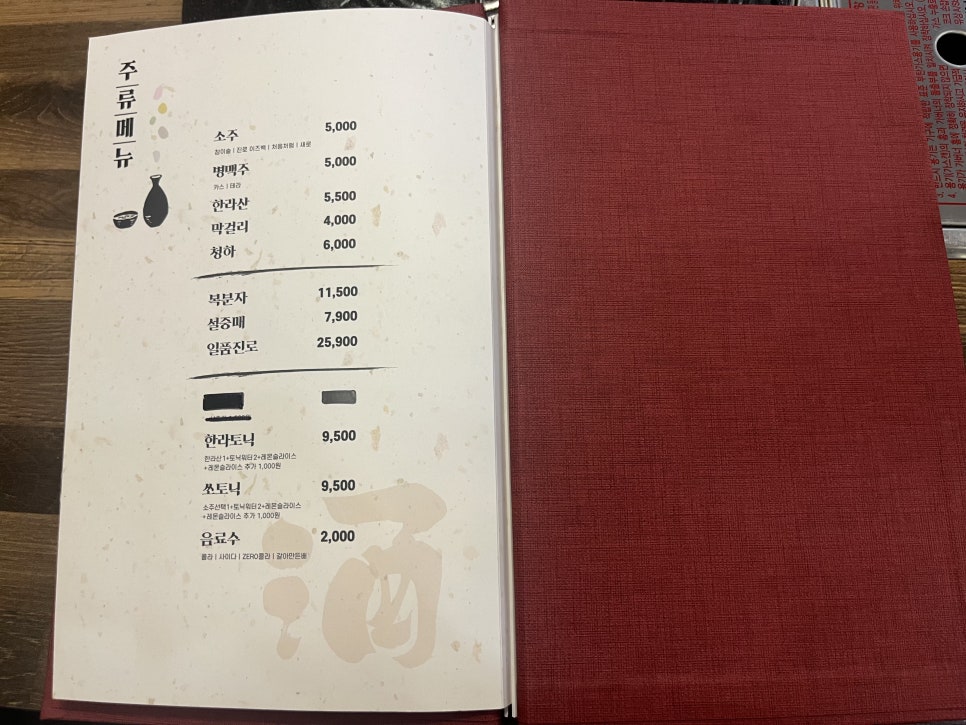 주류메뉴
소주 5,000
참이슬 | 진로 이즈백 | 처음처럼 | 새로
병맥주 5,000
카스 | 테라
한라산 5,500
막걸리 4,000
청하 6,000
복분자 11,500
설중매 7,900
일품진로 25,900
한라토닉 9,500
한라산1+토닉워터2+레몬슬라이스
+레몬슬라이스 추가 1,000원
쏘토닉 9,500
소주선택1+토닉워터2+레몬슬라이스
+레몬슬라이스 추가 1,000원
음료수 2,000
콜라 | 사이다 | ZERO콜라 | 갈아만든배
酒